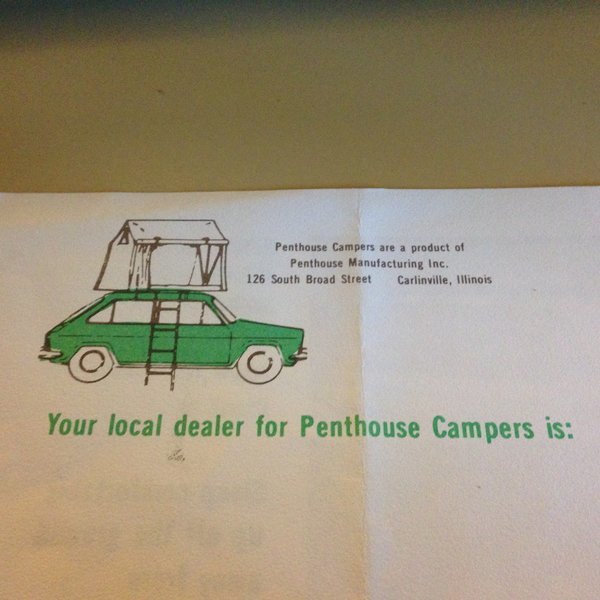 Penthouse Campers are a product of
Penthouse Manufacturing Inc.
126 South Broad Street Carlinville, Illinois
Your local dealer for Penthouse Campers is: